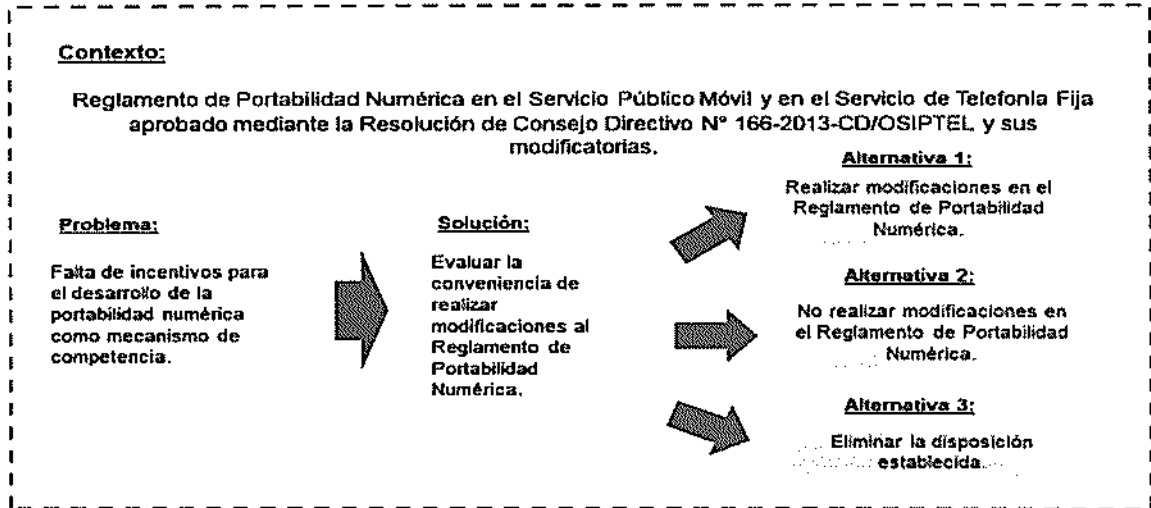 Contexto:
Reglamento de Portabilidad Numérica en el Servicio Público Móvil y en el Servicio de Telefonía Fija
aprobado mediante la Resolución de Consejo Directivo N° 166-2013-CD/OSIPTEL y sus
modificatorias.
Problema:
Falta de incentivos para
el desarrollo de la
portabilidad numérica
como mecanismo de
competencia.
Solución:
Evaluar la
conveniencia de
realizar
modificaciones al
Reglamento de
Portabilidad
Numérica.
Alternativa 1:
Realizar modificaciones en el
Reglamento de Portabilidad
Numérica.
Alternativa 2:
No realizar modificaciones en
el Reglamento de Portabilidad
Numérica.
Alternativa 3:
Eliminar la disposición
establecida.